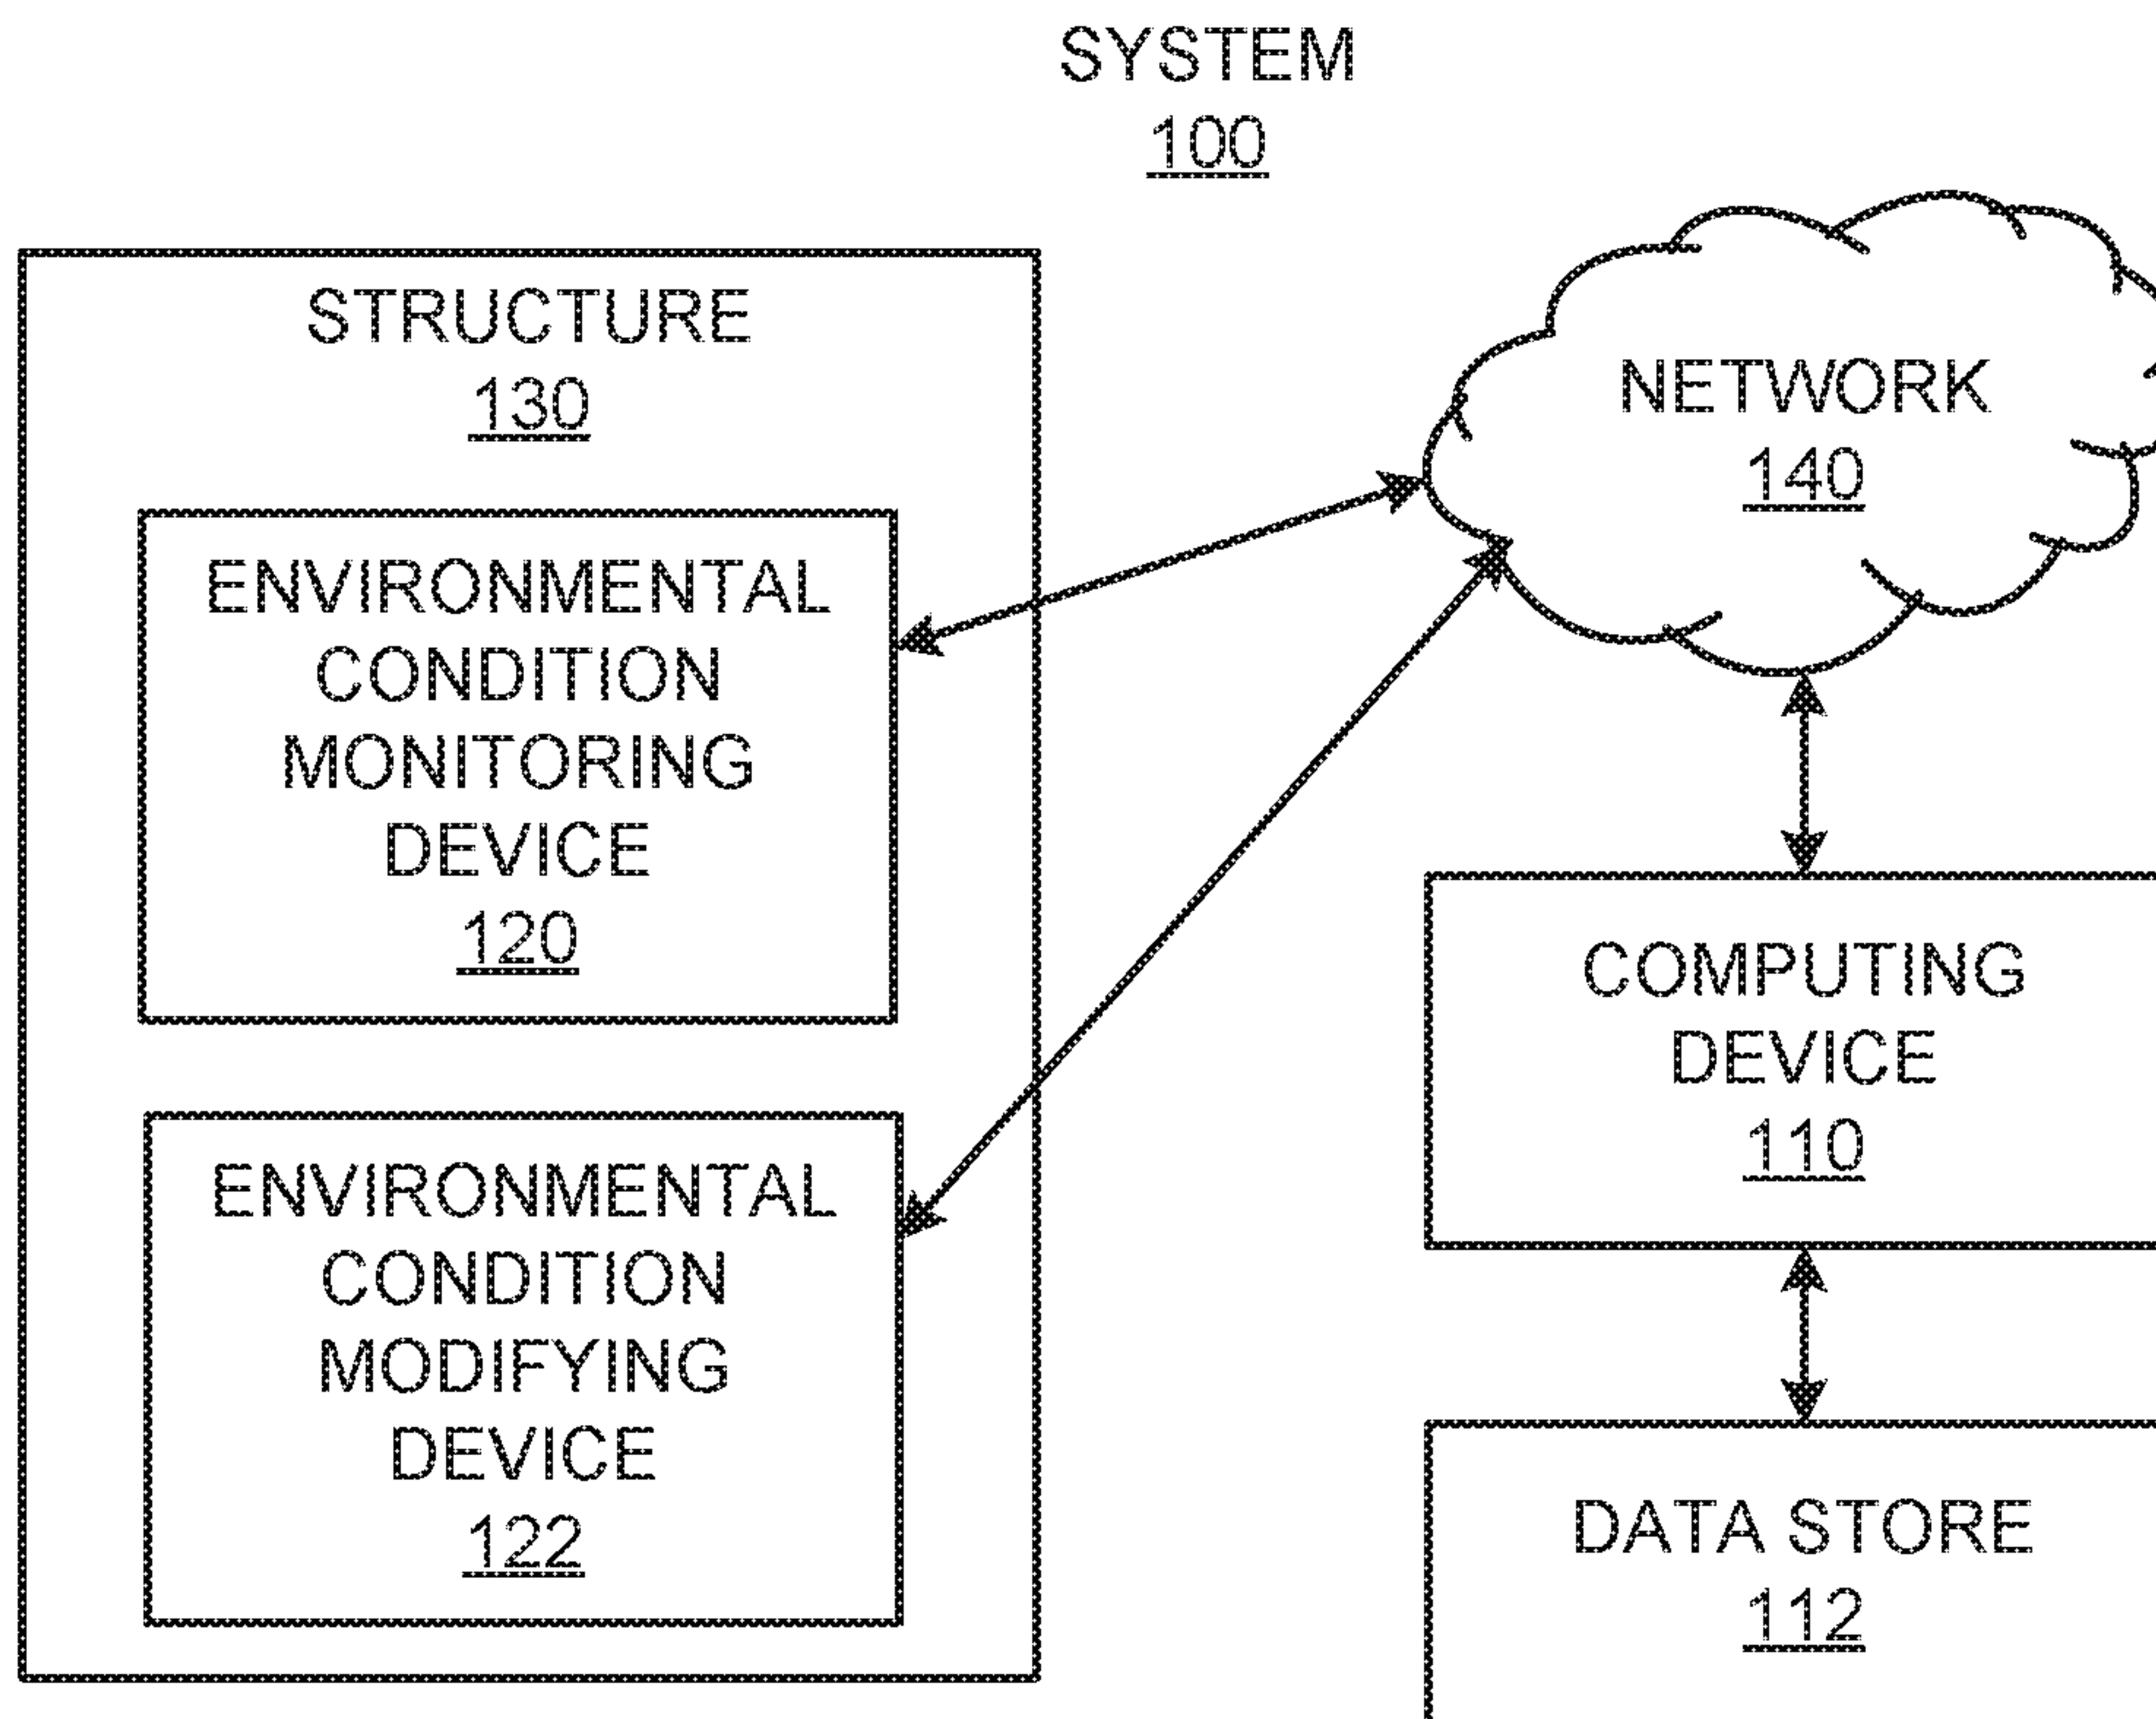 SYSTEM
100
STRUCTURE
130
ENVIRONMENTAL
CONDITION
MONITORING
DEVICE
120
ENVIRONMENTAL
CONDITION
MODIFYING
DEVICE
122
NETWORK
140
COMPUTING
DEVICE
110
DATA STORE
112